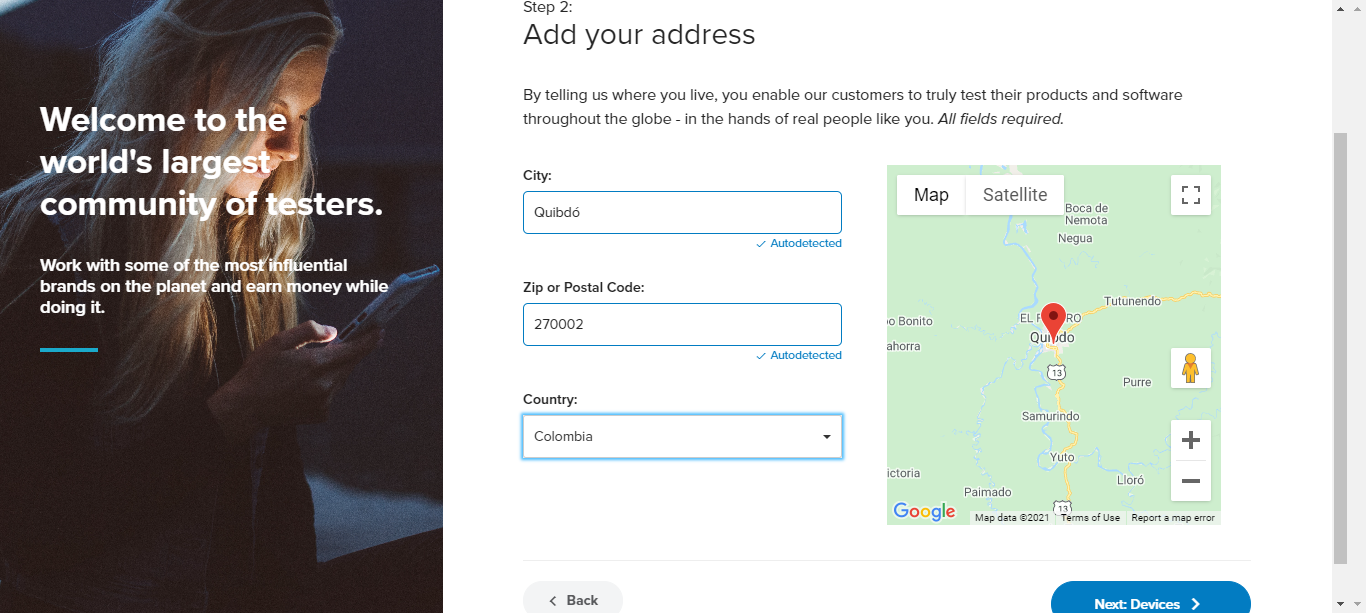 Welcome to the
world's largest
community of testers.
Work with some of the most influential
brands on the planet and earn money while
doing it.
Step 2:
Add your address
By telling us where you live, you enable our customers to truly test their products and software
throughout the globe - in the hands of real people like you. All fields required.
City:
Quibdó
✓ Autodetected
Zip or Postal Code:
270002
✓ Autodetected
Country:
Colombia
Map Satellite
Boca de
Nemota
Negua
Tutunendo
o Bonito
ahorra
Quibdo
13
Purre
Samurindo
Yuto
ictoria
Lloró
Paimado
13
Google
Map data ©2021 Terms of Use Report a map error
Back
Next: Devices